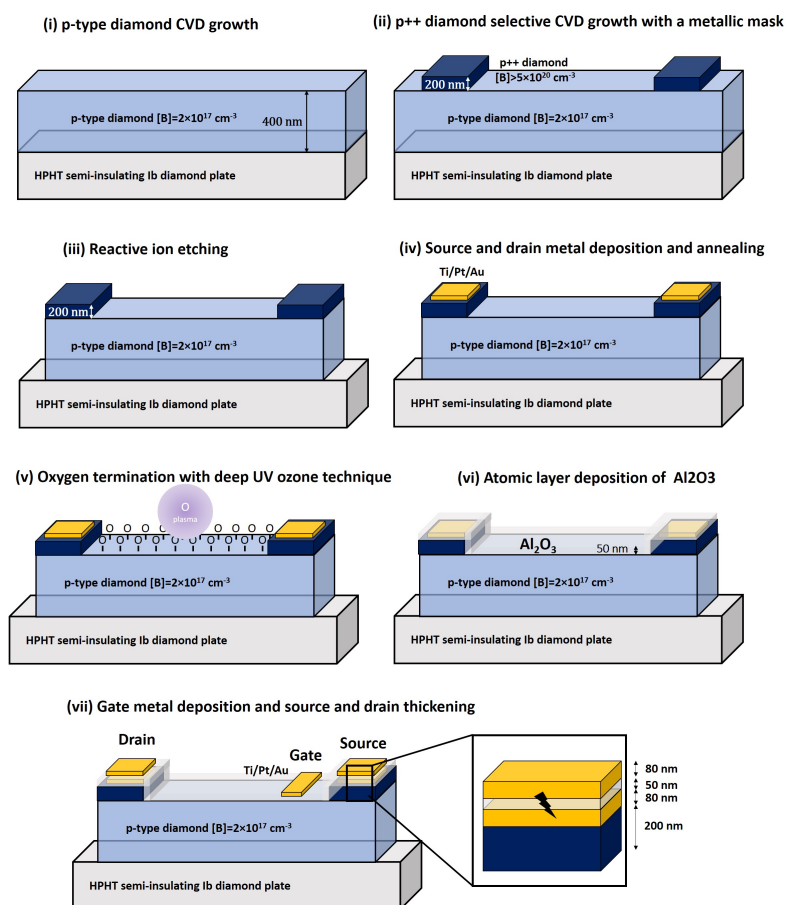 (i) p-type diamond CVD growth
p-type diamond [B]=2×10¹⁷ cm⁻³
400 nm
HPHT semi-insulating Ib diamond plate
(ii) p++ diamond selective CVD growth with a metallic mask
p++ diamond
200 nm
[B]>5×10²⁰ cm⁻³
p-type diamond [B]=2×10¹⁷ cm⁻³
HPHT semi-insulating Ib diamond plate
(iii) Reactive ion etching
200 nm
p-type diamond [B]=2×10¹⁷ cm⁻³
HPHT semi-insulating Ib diamond plate
(iv) Source and drain metal deposition and annealing
Ti/Pt/Au
p-type diamond [B]=2×10¹⁷ cm⁻³
HPHT semi-insulating Ib diamond plate
(v) Oxygen termination with deep UV ozone technique
O
plasma
O O O O O O O O
O O O O O O O O O
p-type diamond [B]=2×10¹⁷ cm⁻³
HPHT semi-insulating Ib diamond plate
(vi) Atomic layer deposition of Al2O3
Al₂O₃
50 nm
p-type diamond [B]=2×10¹⁷ cm⁻³
HPHT semi-insulating Ib diamond plate
(vii) Gate metal deposition and source and drain thickening
Drain
Source
Gate
Ti/Pt/Au
p-type diamond [B]=2×10¹⁷ cm⁻³
HPHT semi-insulating Ib diamond plate
80 nm
50 nm
80 nm
200 nm